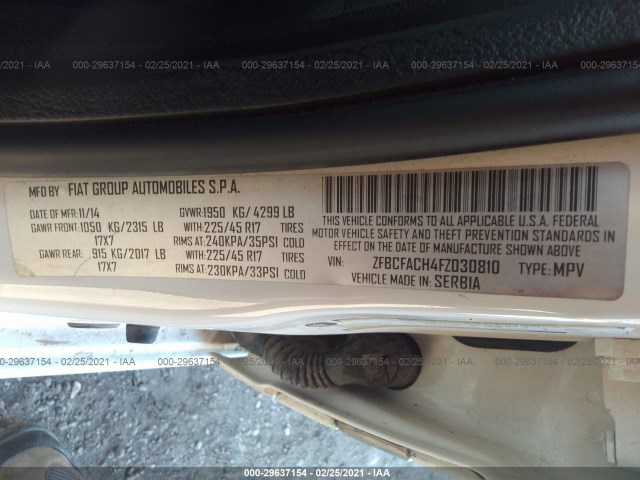 000-29637154 - 02/25/2021 - IAA
MFD BY FIAT GROUP AUTOMOBILES S.P.A.
DATE OF MFR:11/14 GVWR:1950 KG/ 4299 LB
GAWR FRONT:1050 KG/2315 LB WITH 225/45 R17 TIRES
17X7 RIMS AT:240KPA/35PSI COLD
GAWR REAR: 915 KG/2017 LB WITH 225/45 R17 TIRES
17X7 RIMS AT:230KPA/33PSI COLD
THIS VEHICLE CONFORMS TO ALL APPLICABLE U.S.A. FEDERAL
MOTOR VEHICLE SAFETY, BUMPER, AND THEFT PREVENTION
STANDARDS IN EFFECT ON THE DATE OF MANUFACTURE SHOWN ABOVE.
VIN: ZFBCFACH4FZ030810 TYPE: MPV
VEHICLE MADE IN: SERBIA
000-29637154 - 02/25/2021 - IAA